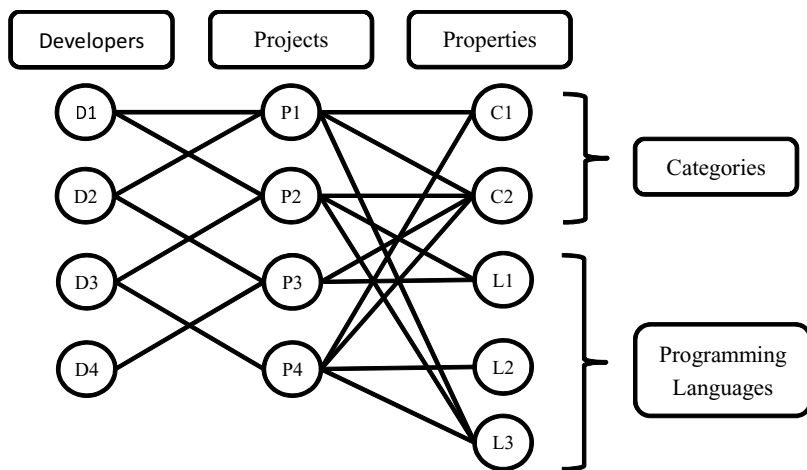 Developers
Projects
Properties
D1
P1
C1
D2
P2
C2
Categories
D3
P3
L1
D4
P4
L2
Programming
Languages
L3